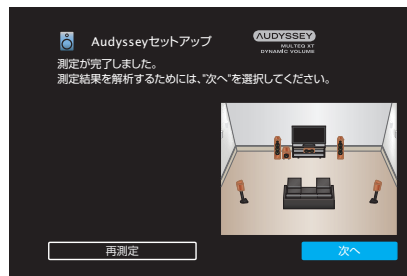 Audysseyセットアップ
AUDYSSEY
MULTEQ XT
DYNAMIC VOLUME
測定が完了しました。
測定結果を解析するためには、"次へ"を選択してください。
再測定
次へ